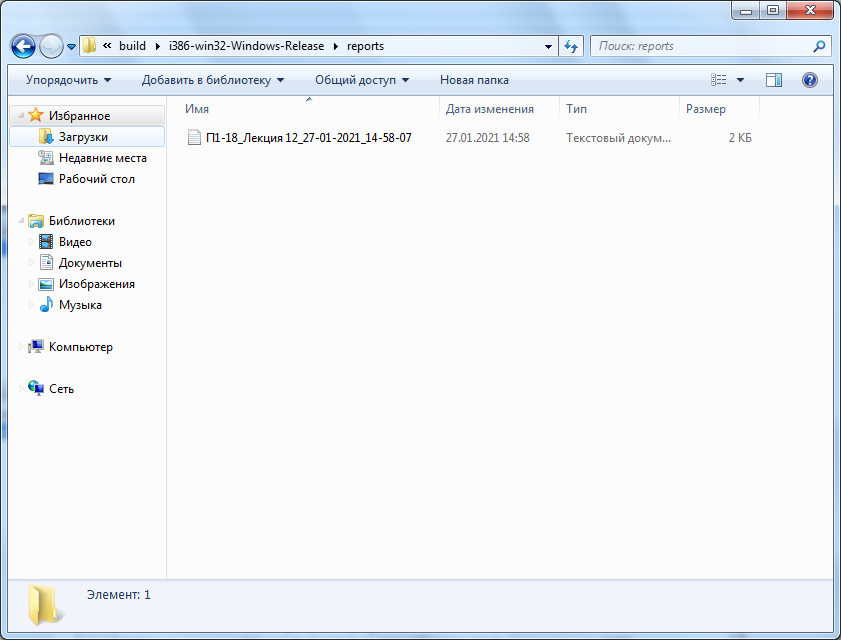 « build ▸ i386-win32-Windows-Release ▸ reports
Поиск: reports
Упорядочить Добавить в библиотеку Общий доступ Новая папка
Имя Дата изменения Тип Размер
П1-18_Лекция 12_27-01-2021_14-58-07 27.01.2021 14:58 Текстовый докум... 2 КБ
Избранное
Загрузки
Недавние места
Рабочий стол
Библиотеки
Видео
Документы
Изображения
Музыка
Компьютер
Сеть
Элемент: 1